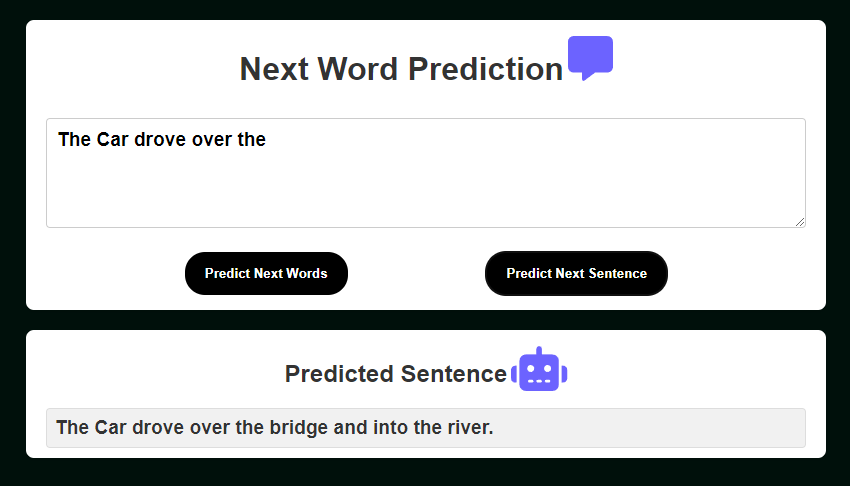 Next Word Prediction
The Car drove over the
Predict Next Words
Predict Next Sentence
Predicted Sentence
The Car drove over the bridge and into the river.